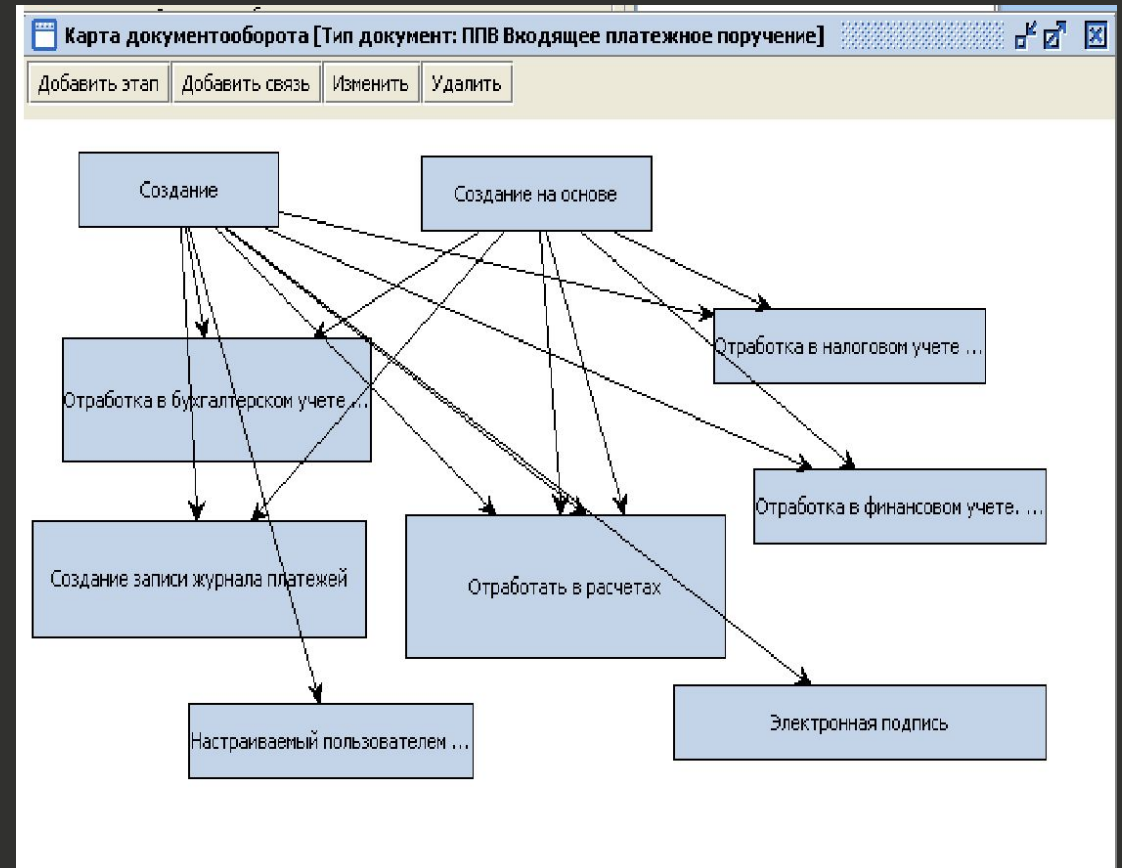 Карта документооборота [Тип документ: ППВ Входящее платежное поручение]
Добавить этап Добавить связь Изменить Удалить
Создание
Создание на основе
Отработка в налоговом учете ...
Отработка в бухгалтерском учете ...
Отработка в финансовом учете. ...
Создание записи журнала платежей
Отработать в расчетах
Настраиваемый пользователем ...
Электронная подпись